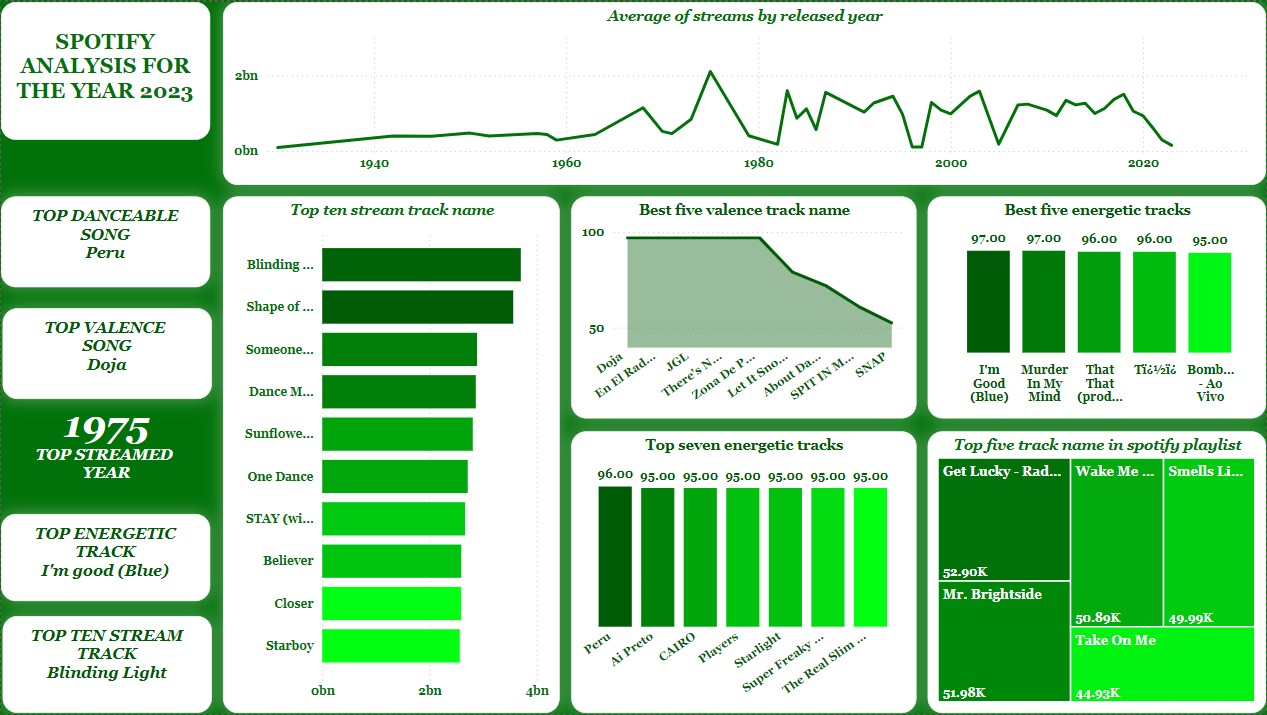 SPOTIFY
ANALYSIS FOR
THE YEAR 2023
TOP DANCEABLE
SONG
Peru
TOP VALENCE
SONG
Doja
1975
TOP STREAMED
YEAR
TOP ENERGETIC
TRACK
I'm good (Blue)
TOP TEN STREAM
TRACK
Blinding Light
Average of streams by released year
2bn
0bn
1940 1960 1980 2000 2020
Top ten stream track name
Blinding ...
Shape of ...
Someone...
Dance M...
Sunflowe...
One Dance
STAY (wi...
Believer
Closer
Starboy
0bn 2bn 4bn
Best five valence track name
100
50
Doja
En El Rad...
JGL
There's N...
Zona De P...
Let It Sno...
About Da...
SPIT IN M...
SNAP
Best five energetic tracks
97.00 97.00 96.00 96.00 95.00
I'm
Good
(Blue)
Murder
In My
Mind
That
That
(prod...
Tï¿½ï¿
Bomb...
- Ao
Vivo
Top seven energetic tracks
96.00 95.00 95.00 95.00 95.00 95.00 95.00
Peru
Ai Preto
CAIRO
Players
Starlight
Super Freaky ...
The Real Slim ...
Top five track name in spotify playlist
Get Lucky - Rad...
52.90K
Mr. Brightside
51.98K
Wake Me ...
50.89K
Smells Li...
49.99K
Take On Me
44.93K